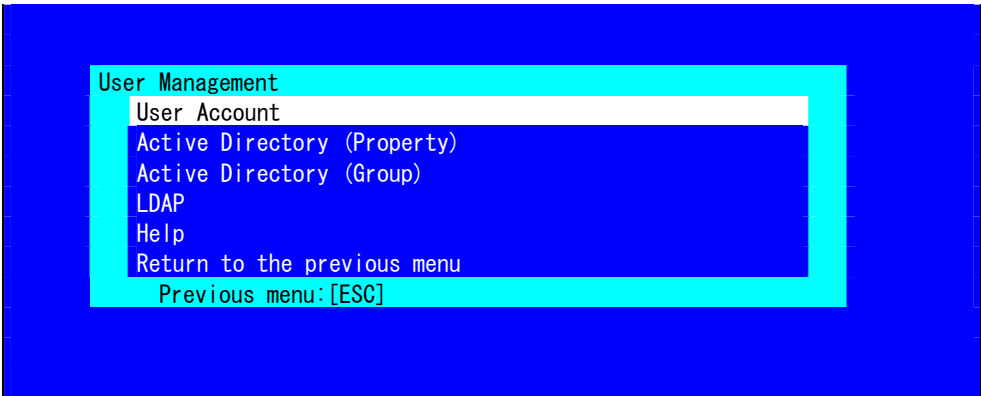 User Management
User Account
Active Directory (Property)
Active Directory (Group)
LDAP
Help
Return to the previous menu
Previous menu:[ESC]